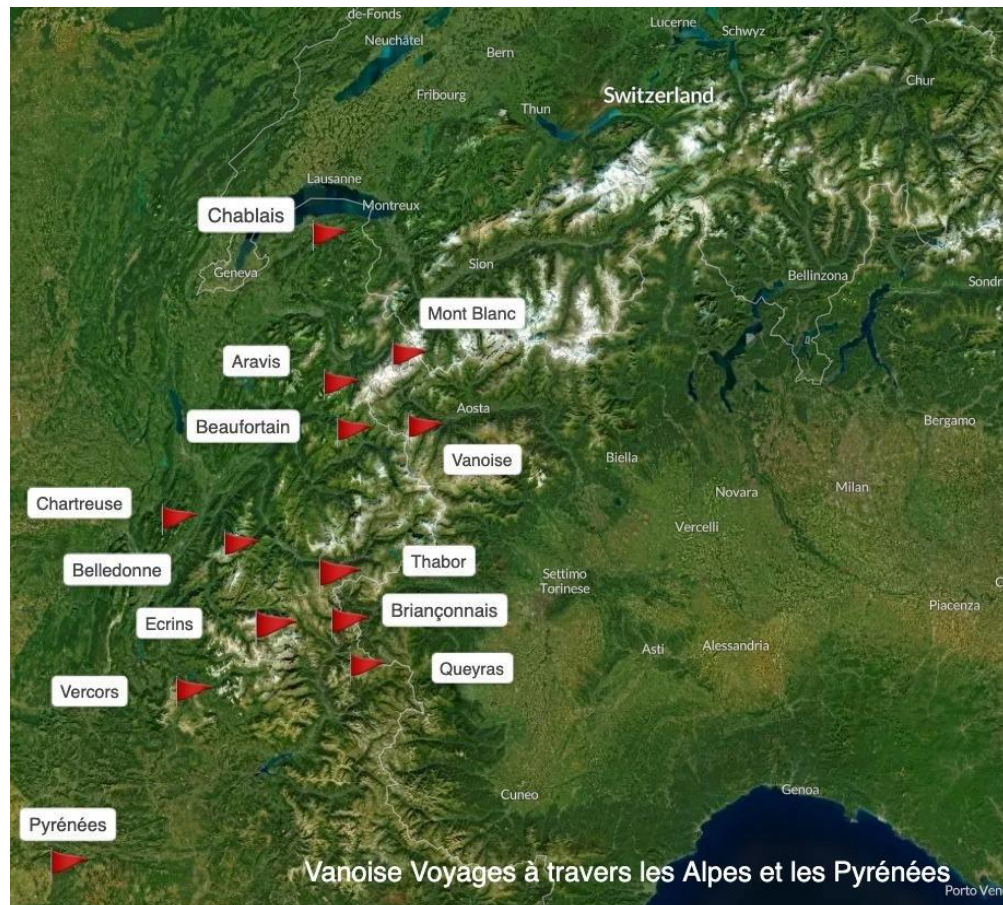 de-Fonds
Neuchâtel
Bern
Lucerne
Schwyz
Chur
Fribourg
Thun
Switzerland
Lausanne
Montreux
Chablais
Geneva
Sion
Bellinzona
Sondr
Mont Blanc
Aravis
Aosta
Beaufortain
Bergamo
Vanoise
Biella
Milan
Novara
Chartreuse
Vercelli
Belledonne
Thabor
Settimo
Torinese
Ecrins
Briançonnais
Piacenza
Asti
Alessandria
Vercors
Queyras
Cuneo
Genoa
Pyrénées
Vanoise Voyages à travers les Alpes et les Pyrénées
Porto Ven